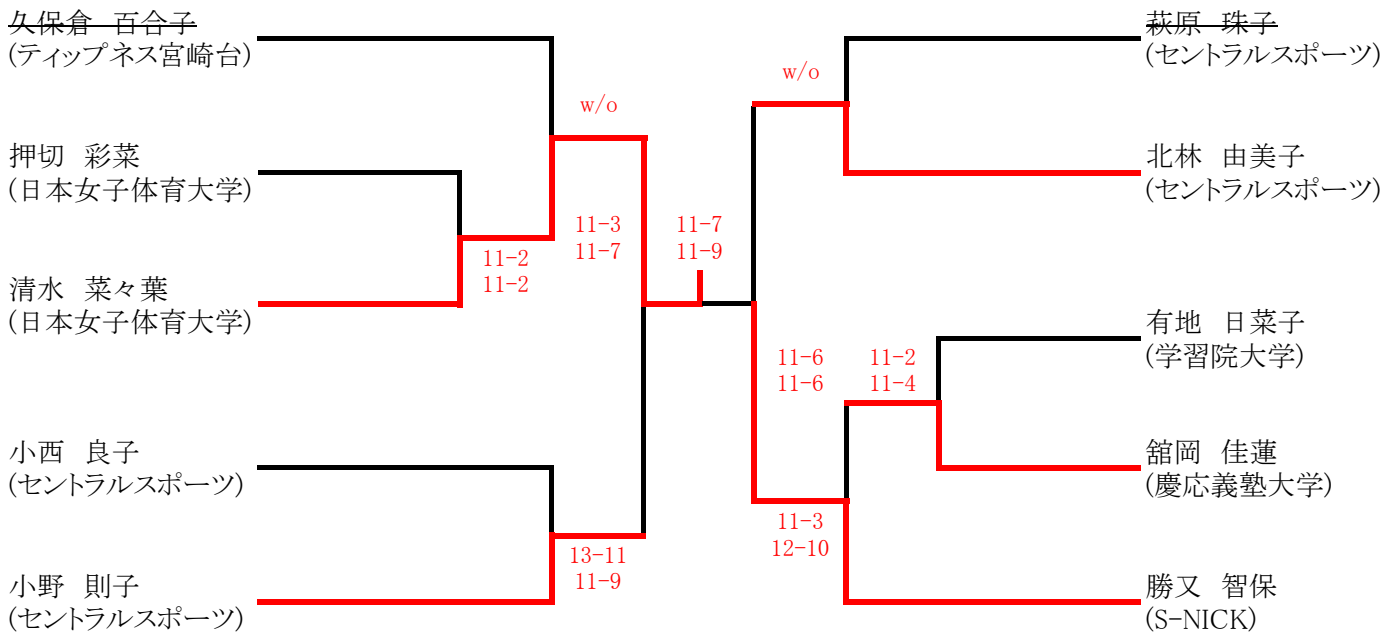 久保倉　百合子
(ティップネス宮崎台)
押切　彩菜
(日本女子体育大学)
清水　菜々葉
(日本女子体育大学)
小西　良子
(セントラルスポーツ)
小野　則子
(セントラルスポーツ)
w/o
11-2
11-2
11-3
11-7
13-11
11-9
11-7
11-9
w/o
11-6
11-6
11-2
11-4
11-3
12-10
萩原　珠子
(セントラルスポーツ)
北林　由美子
(セントラルスポーツ)
有地　日菜子
(学習院大学)
舘岡　佳蓮
(慶応義塾大学)
勝又　智保
(S-NICK)